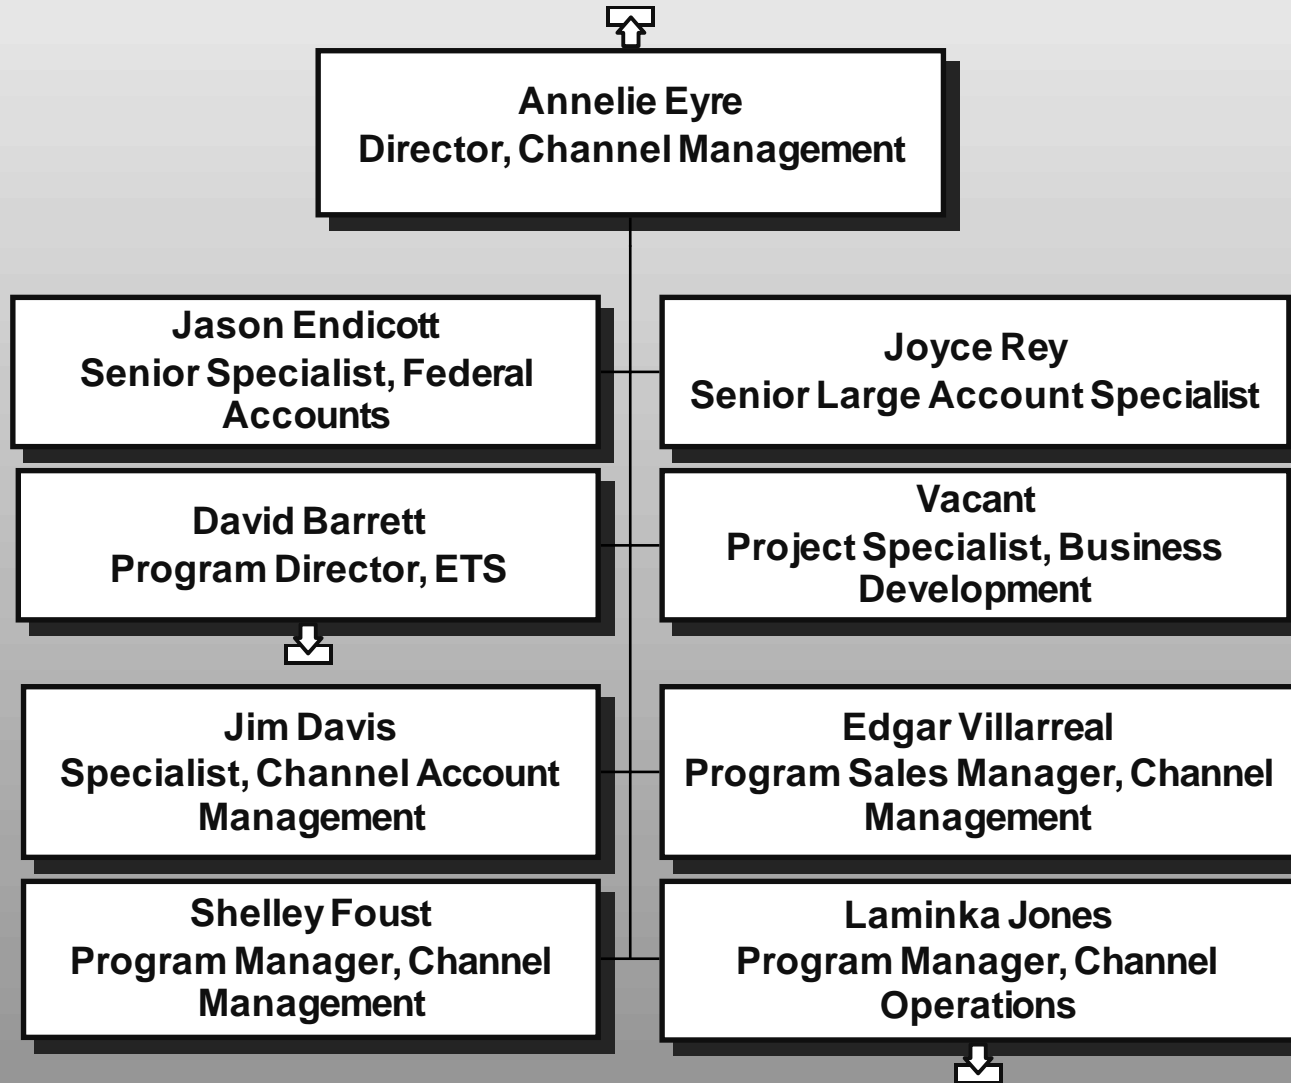 Annelie Eyre
Director, Channel Management
Jason Endicott
Senior Specialist, Federal
Accounts
Joyce Rey
Senior Large Account Specialist
David Barrett
Program Director, ETS
Vacant
Project Specialist, Business
Development
Jim Davis
Specialist, Channel Account
Management
Edgar Villarreal
Program Sales Manager, Channel
Management
Shelley Foust
Program Manager, Channel
Management
Laminka Jones
Program Manager, Channel
Operations